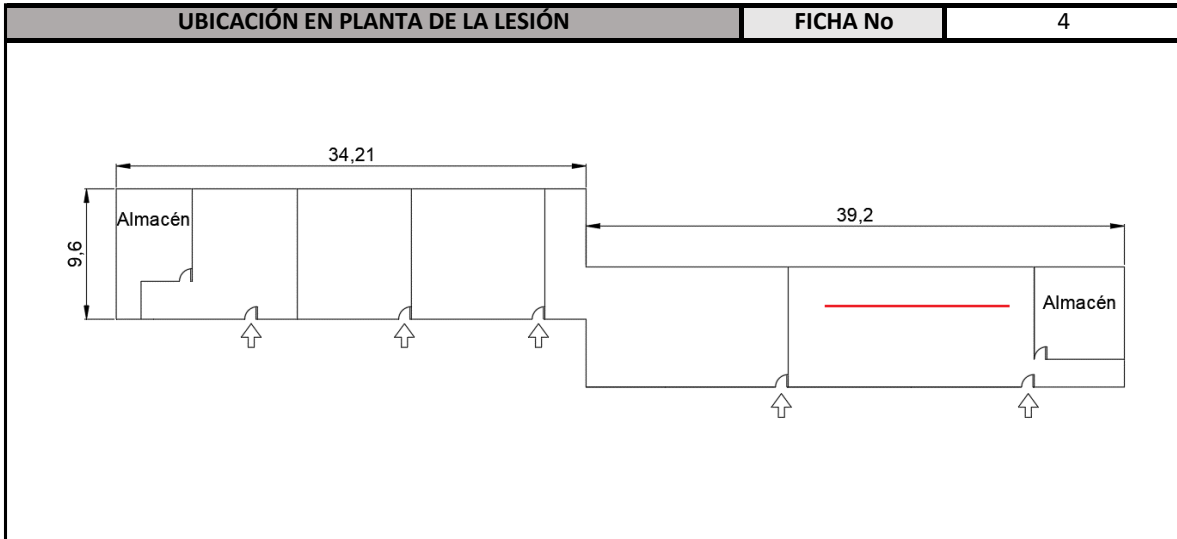 UBICACIÓN EN PLANTA DE LA LESIÓN FICHA No 4
34,21
39,2
9,6
Almacén
Almacén